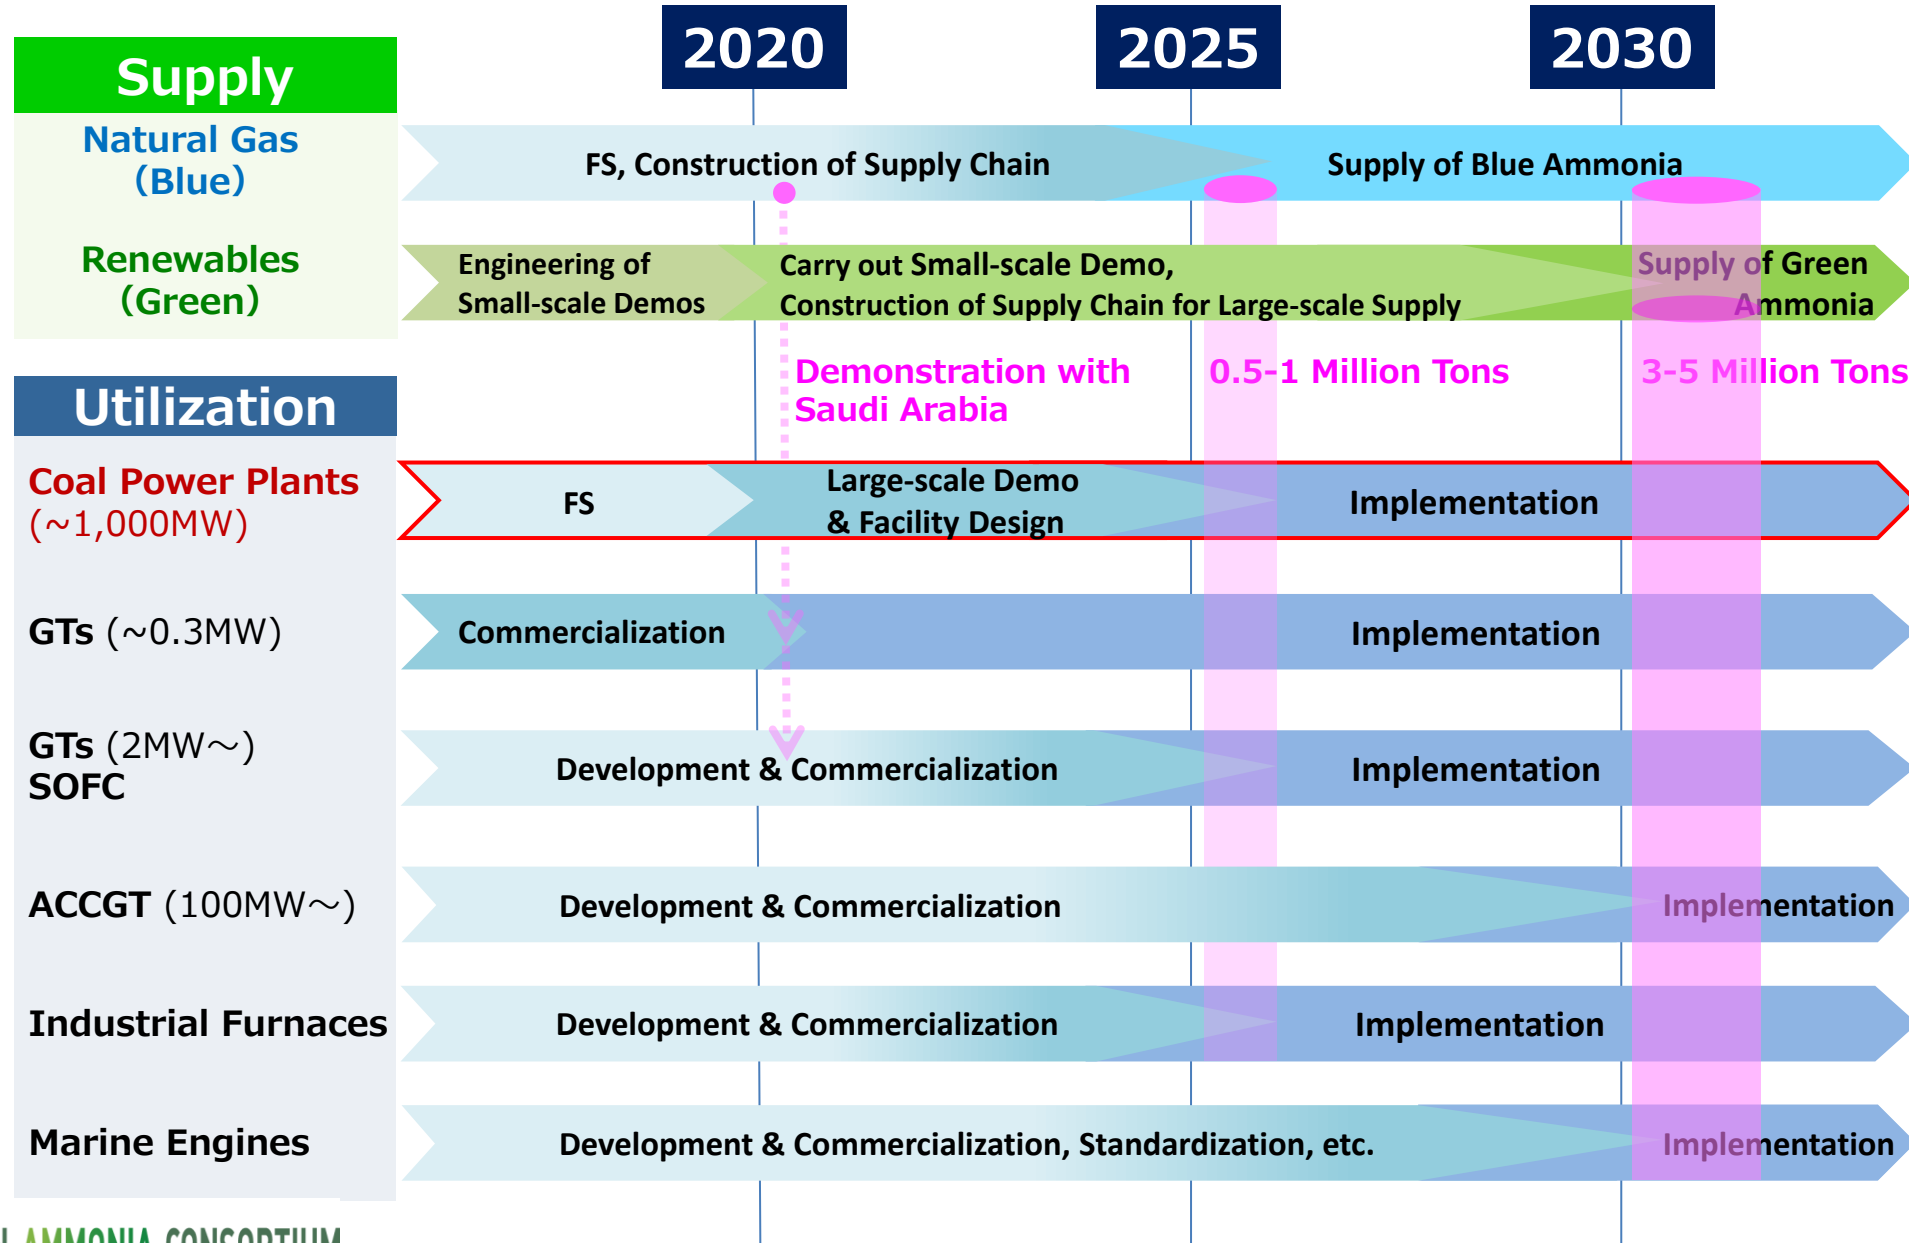 2020
2025
2030
Supply
Natural Gas
(Blue)
FS, Construction of Supply Chain
Supply of Blue Ammonia
Renewables
(Green)
Engineering of
Small-scale Demos
Carry out Small-scale Demo,
Construction of Supply Chain for Large-scale Supply
Supply of Green
Ammonia
Demonstration with
Saudi Arabia
0.5-1 Million Tons
3-5 Million Tons
Utilization
Coal Power Plants
(~1,000MW)
FS
Large-scale Demo
& Facility Design
Implementation
GTs (~0.3MW)
Commercialization
Implementation
GTs (2MW～)
SOFC
Development & Commercialization
Implementation
ACCGT (100MW～)
Development & Commercialization
Implementation
Industrial Furnaces
Development & Commercialization
Implementation
Marine Engines
Development & Commercialization, Standardization, etc.
Implementation
AMMONIA CONSORTIUM